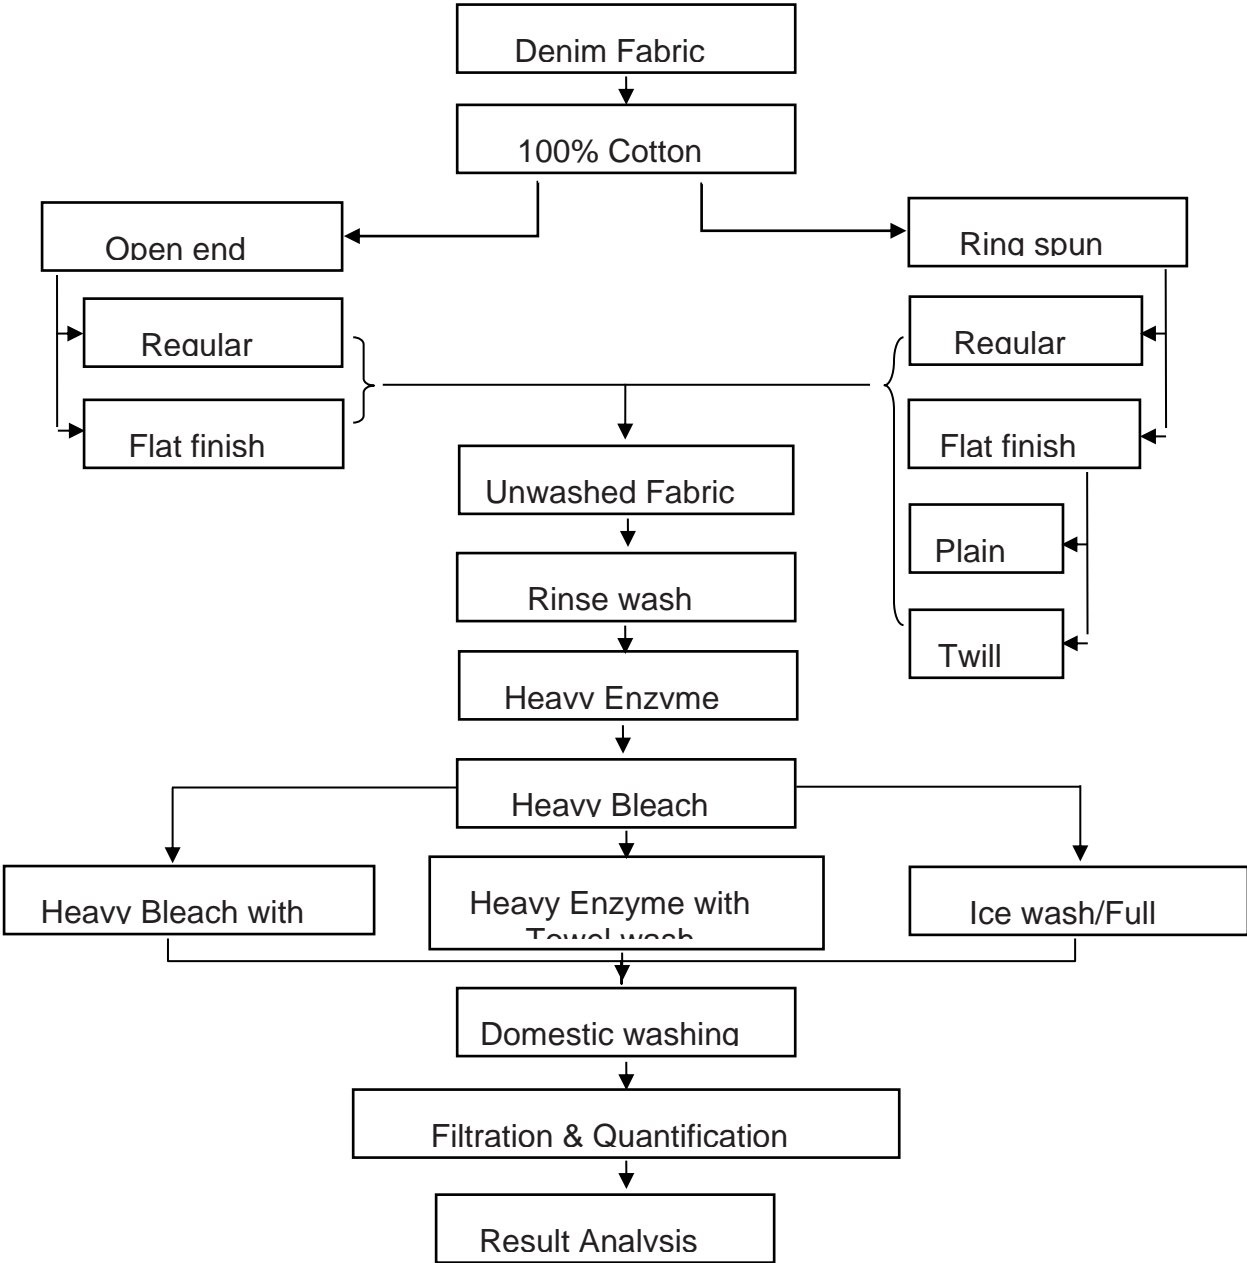 Denim Fabric
100% Cotton
Open end
Ring spun
Regular
Regular
Flat finish
Flat finish
Unwashed Fabric
Plain
Rinse wash
Twill
Heavy Enzyme
Heavy Bleach
Heavy Bleach with
Heavy Enzyme with
Towel wash
Ice wash/Full
Domestic washing
Filtration & Quantification
Result Analysis